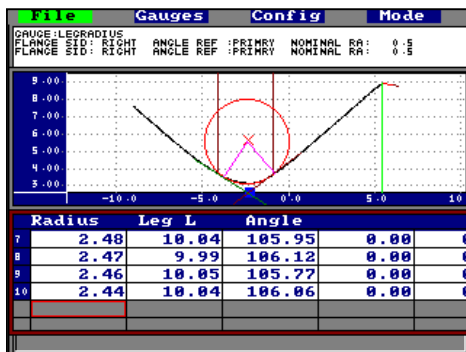 File Gauges Config Mode
GAUGE:LEGRADIUS
FLANGE SID: RIGHT ANGLE REF :PRIMRY NOMINAL RA: 0.5
FLANGE SID: RIGHT ANGLE REF :PRIMRY NOMINAL RA: 0.5
9.00
8.00
7.00
6.00
5.00
4.00
3.00
-10.0 -5.0 0.0 5.0 10
Radius Leg L Angle
7 2.48 10.04 105.95 0.00
8 2.47 9.99 106.12 0.00
9 2.46 10.05 105.77 0.00
10 2.44 10.04 106.06 0.00